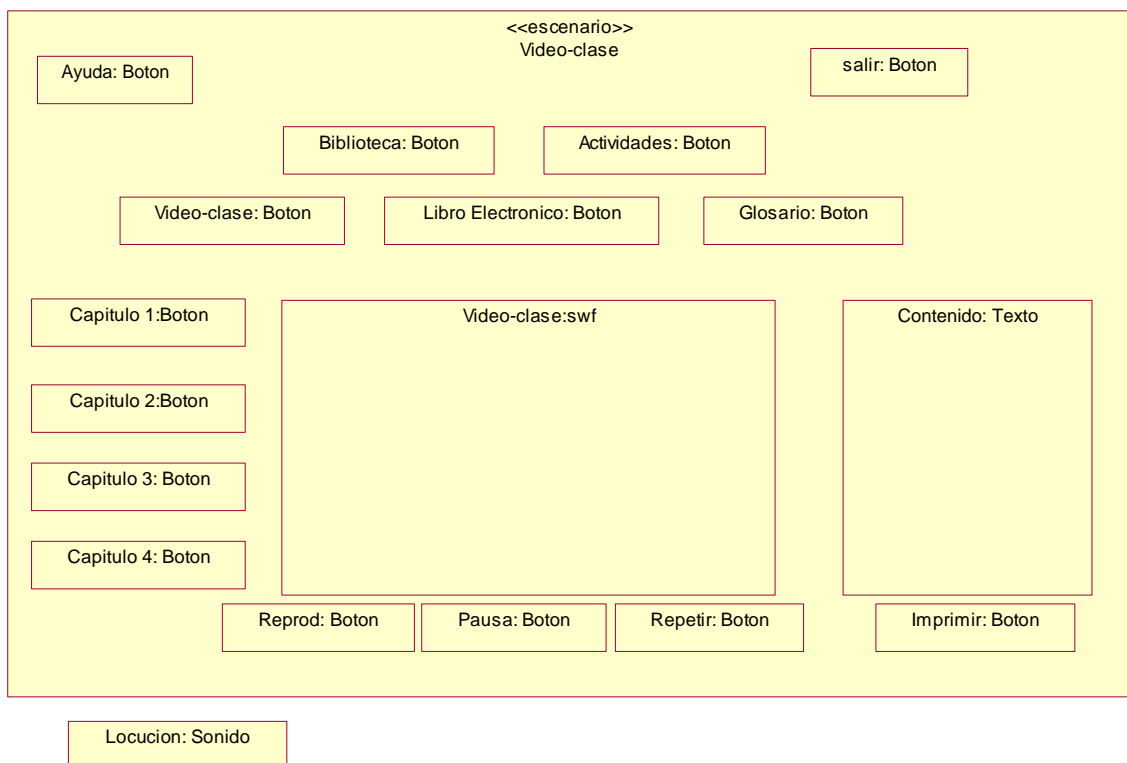 <<escenario>>
Video-clase
Ayuda: Boton
salir: Boton
Biblioteca: Boton
Actividades: Boton
Video-clase: Boton
Libro Electronico: Boton
Glosario: Boton
Capitulo 1:Boton
Video-clase:swf
Contenido: Texto
Capitulo 2:Boton
Capitulo 3: Boton
Capitulo 4: Boton
Reprod: Boton
Pausa: Boton
Repetir: Boton
Imprimir: Boton
Locucion: Sonido